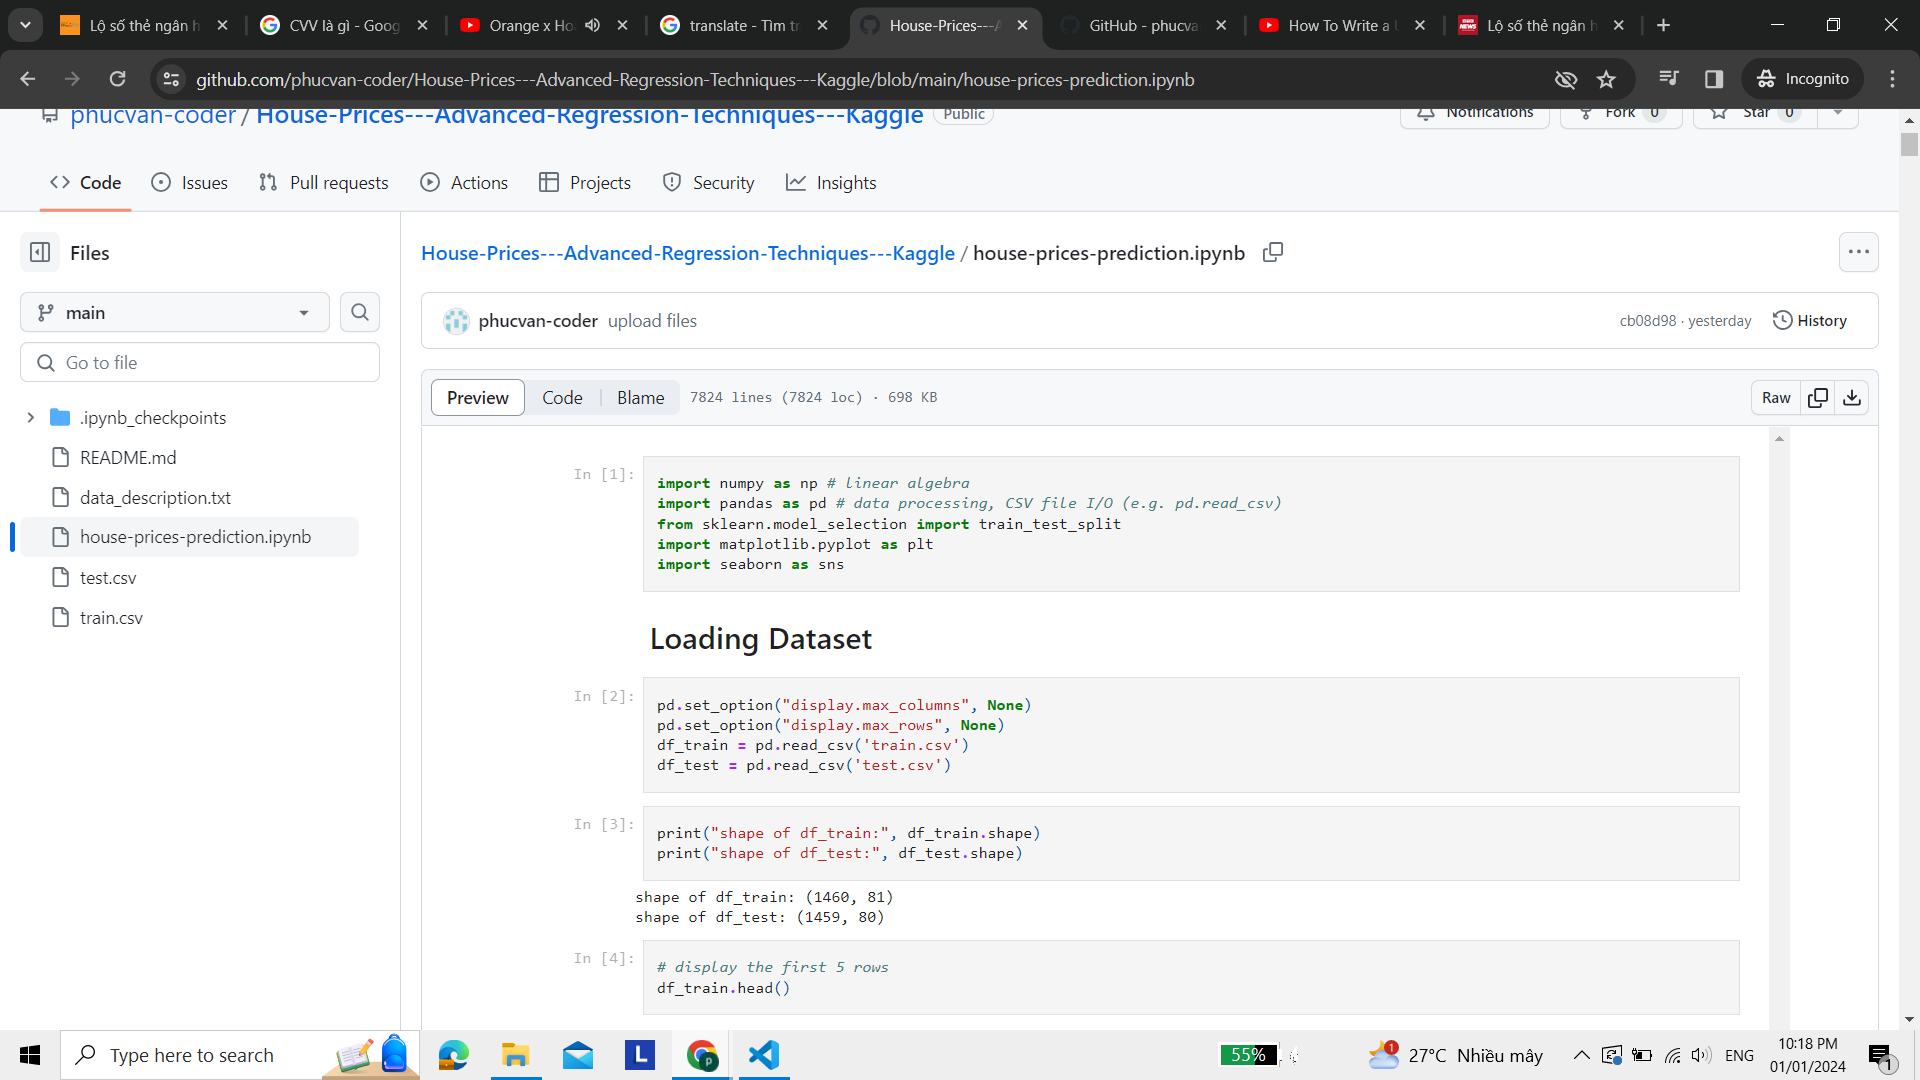 Lộ số thẻ ngân h
CVV là gì - Goog
Orange x Ho
translate - Tìm tr
House-Prices---A
GitHub - phucva
How To Write a U
Lộ số thẻ ngân h
github.com/phucvan-coder/House-Prices---Advanced-Regression-Techniques---Kaggle/blob/main/house-prices-prediction.ipynb
Incognito
phucvan-coder / House-Prices---Advanced-Regression-Techniques---Kaggle Public
Notifications
Fork 0
Star 0
Code
Issues
Pull requests
Actions
Projects
Security
Insights
Files
House-Prices---Advanced-Regression-Techniques---Kaggle / house-prices-prediction.ipynb
main
phucvan-coder upload files
cb08d98 · yesterday
History
Go to file
Preview
Code
Blame
7824 lines (7824 loc) · 698 KB
Raw
.ipynb_checkpoints
README.md
data_description.txt
house-prices-prediction.ipynb
test.csv
train.csv
In [1]:
import numpy as np # linear algebra
import pandas as pd # data processing, CSV file I/O (e.g. pd.read_csv)
from sklearn.model_selection import train_test_split
import matplotlib.pyplot as plt
import seaborn as sns
Loading Dataset
In [2]:
pd.set_option("display.max_columns", None)
pd.set_option("display.max_rows", None)
df_train = pd.read_csv('train.csv')
df_test = pd.read_csv('test.csv')
In [3]:
print("shape of df_train:", df_train.shape)
print("shape of df_test:", df_test.shape)
shape of df_train: (1460, 81)
shape of df_test: (1459, 80)
In [4]:
# display the first 5 rows
df_train.head()
Type here to search
L
p
55%
1
27°C Nhiều mây
ENG
10:18 PM
01/01/2024
1